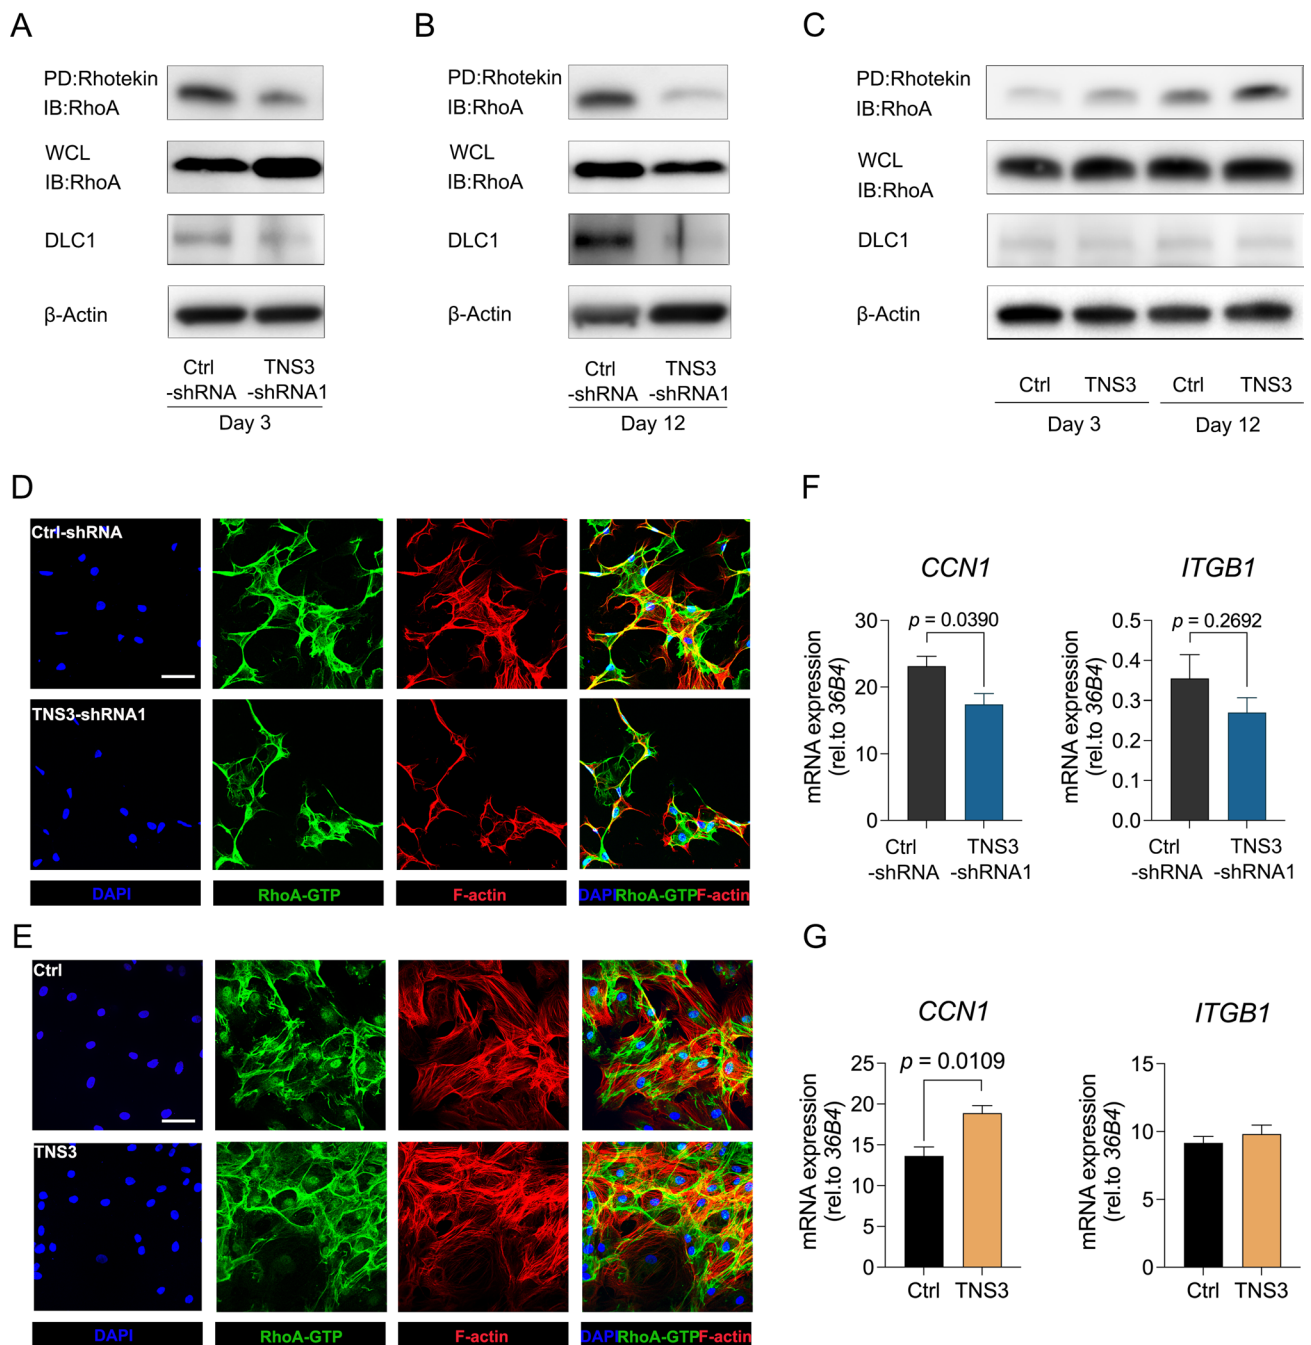 A
PD:Rhotekin
IB:RhoA
WCL
IB:RhoA
DLC1
β-Actin
Ctrl
-shRNA
TNS3
-shRNA1
Day 3
B
PD:Rhotekin
IB:RhoA
WCL
IB:RhoA
DLC1
β-Actin
Ctrl
-shRNA
TNS3
-shRNA1
Day 12
C
PD:Rhotekin
IB:RhoA
WCL
IB:RhoA
DLC1
β-Actin
Ctrl TNS3 Ctrl TNS3
Day 3 Day 12
D
Ctrl-shRNA
TNS3-shRNA1
DAPI RhoA-GTP F-actin DAPI RhoA-GTP F-actin
E
Ctrl
TNS3
DAPI RhoA-GTP F-actin DAPI RhoA-GTP F-actin
F
CCN1
p = 0.0390
mRNA expression
(rel.to 36B4)
30
20
10
0
Ctrl
-shRNA
TNS3
-shRNA1
ITGB1
p = 0.2692
mRNA expression
(rel.to 36B4)
0.5
0.4
0.3
0.2
0.1
0.0
Ctrl
-shRNA
TNS3
-shRNA1
G
CCN1
p = 0.0109
mRNA expression
(rel.to 36B4)
25
20
15
10
5
0
Ctrl TNS3
ITGB1
mRNA expression
(rel.to 36B4)
15
10
5
0
Ctrl TNS3